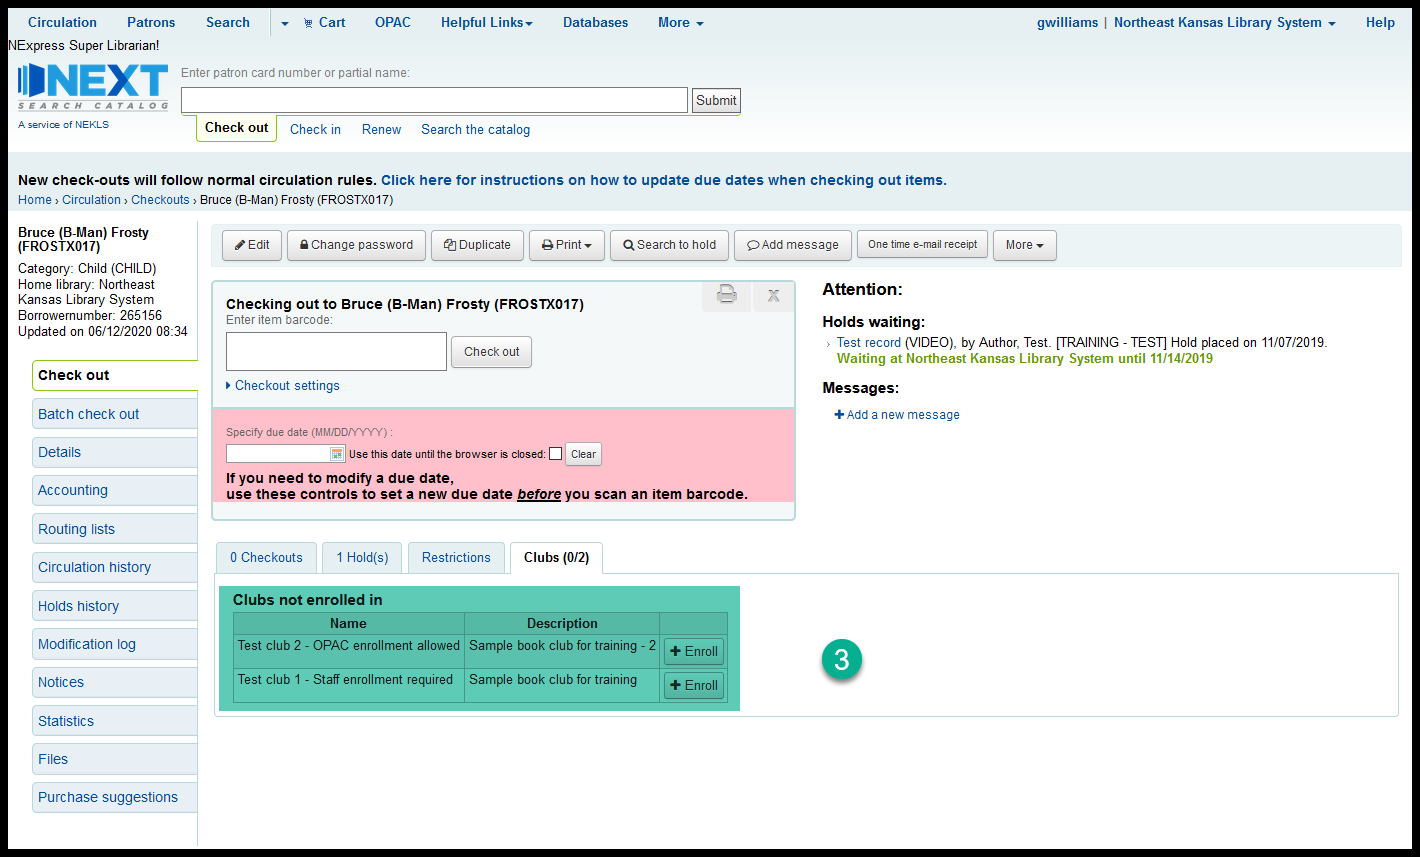 Circulation Patrons Search Cart OPAC Helpful Links Databases More gwilliams | Northeast Kansas Library System Help
NExpress Super Librarian!
NEXT
SEARCH CATALOG
A service of NEKLS
Enter patron card number or partial name:
Submit
Check out Check in Renew Search the catalog
New check-outs will follow normal circulation rules. Click here for instructions on how to update due dates when checking out items.
Home › Circulation › Checkouts › Bruce (B-Man) Frosty (FROSTX017)
Bruce (B-Man) Frosty
(FROSTX017)
Category: Child (CHILD)
Home library: Northeast
Kansas Library System
Borrowernumber: 265156
Updated on 06/12/2020 08:34
Check out
Batch check out
Details
Accounting
Routing lists
Circulation history
Holds history
Modification log
Notices
Statistics
Files
Purchase suggestions
Edit Change password Duplicate Print Search to hold Add message One time e-mail receipt More
Checking out to Bruce (B-Man) Frosty (FROSTX017)
X
Enter item barcode:
Check out
Checkout settings
Specify due date (MM/DD/YYYY) :
Use this date until the browser is closed: Clear
If you need to modify a due date,
use these controls to set a new due date before you scan an item barcode.
Attention:
Holds waiting:
› Test record (VIDEO), by Author, Test. [TRAINING - TEST] Hold placed on 11/07/2019.
Waiting at Northeast Kansas Library System until 11/14/2019
Messages:
+ Add a new message
0 Checkouts 1 Hold(s) Restrictions Clubs (0/2)
Clubs not enrolled in
Name Description
Test club 2 - OPAC enrollment allowed Sample book club for training - 2 + Enroll
Test club 1 - Staff enrollment required Sample book club for training + Enroll
3